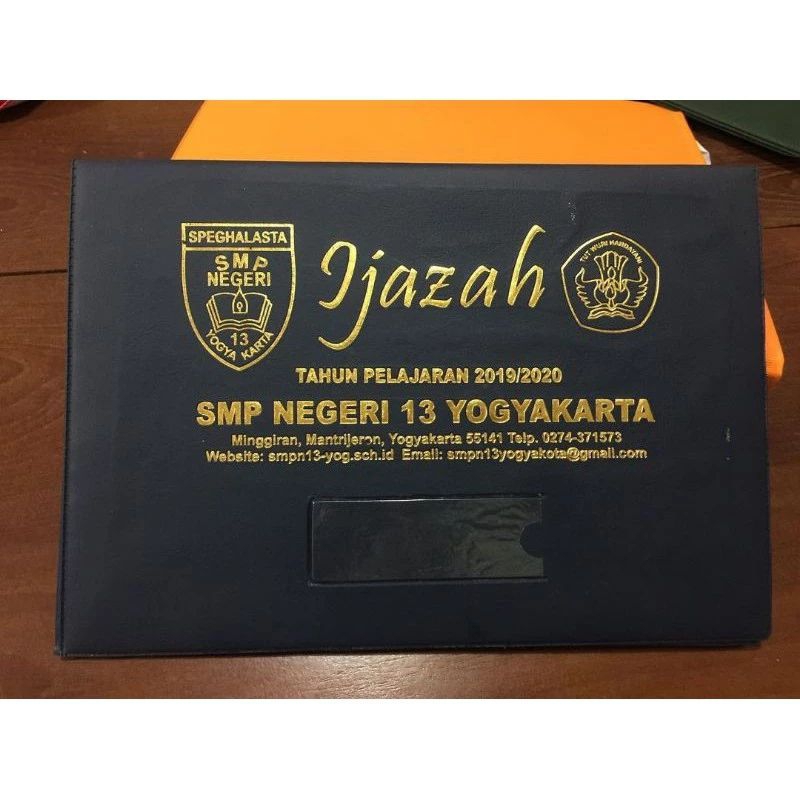 SPEGHALASTA
SMP
NEGERI
13
YOGYA KARTA
Ijazah
TUT WURI HANDAYANI
TAHUN PELAJARAN 2019/2020
SMP NEGERI 13 YOGYAKARTA
Minggiran, Mantrijeron, Yogyakarta 55141 Telp. 0274-371573
Website: smpn13-yog.sch.id Email: smpn13yogyakota@gmail.com